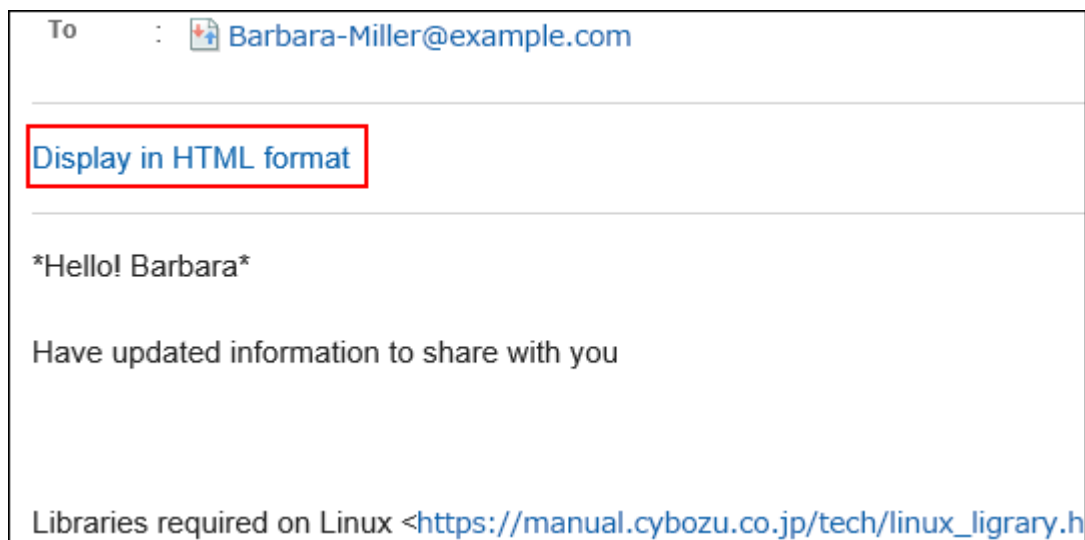 To : Barbara-Miller@example.com
Display in HTML format
*Hello! Barbara*
Have updated information to share with you
Libraries required on Linux <https://manual.cybozu.co.jp/tech/linux_ligrary.h